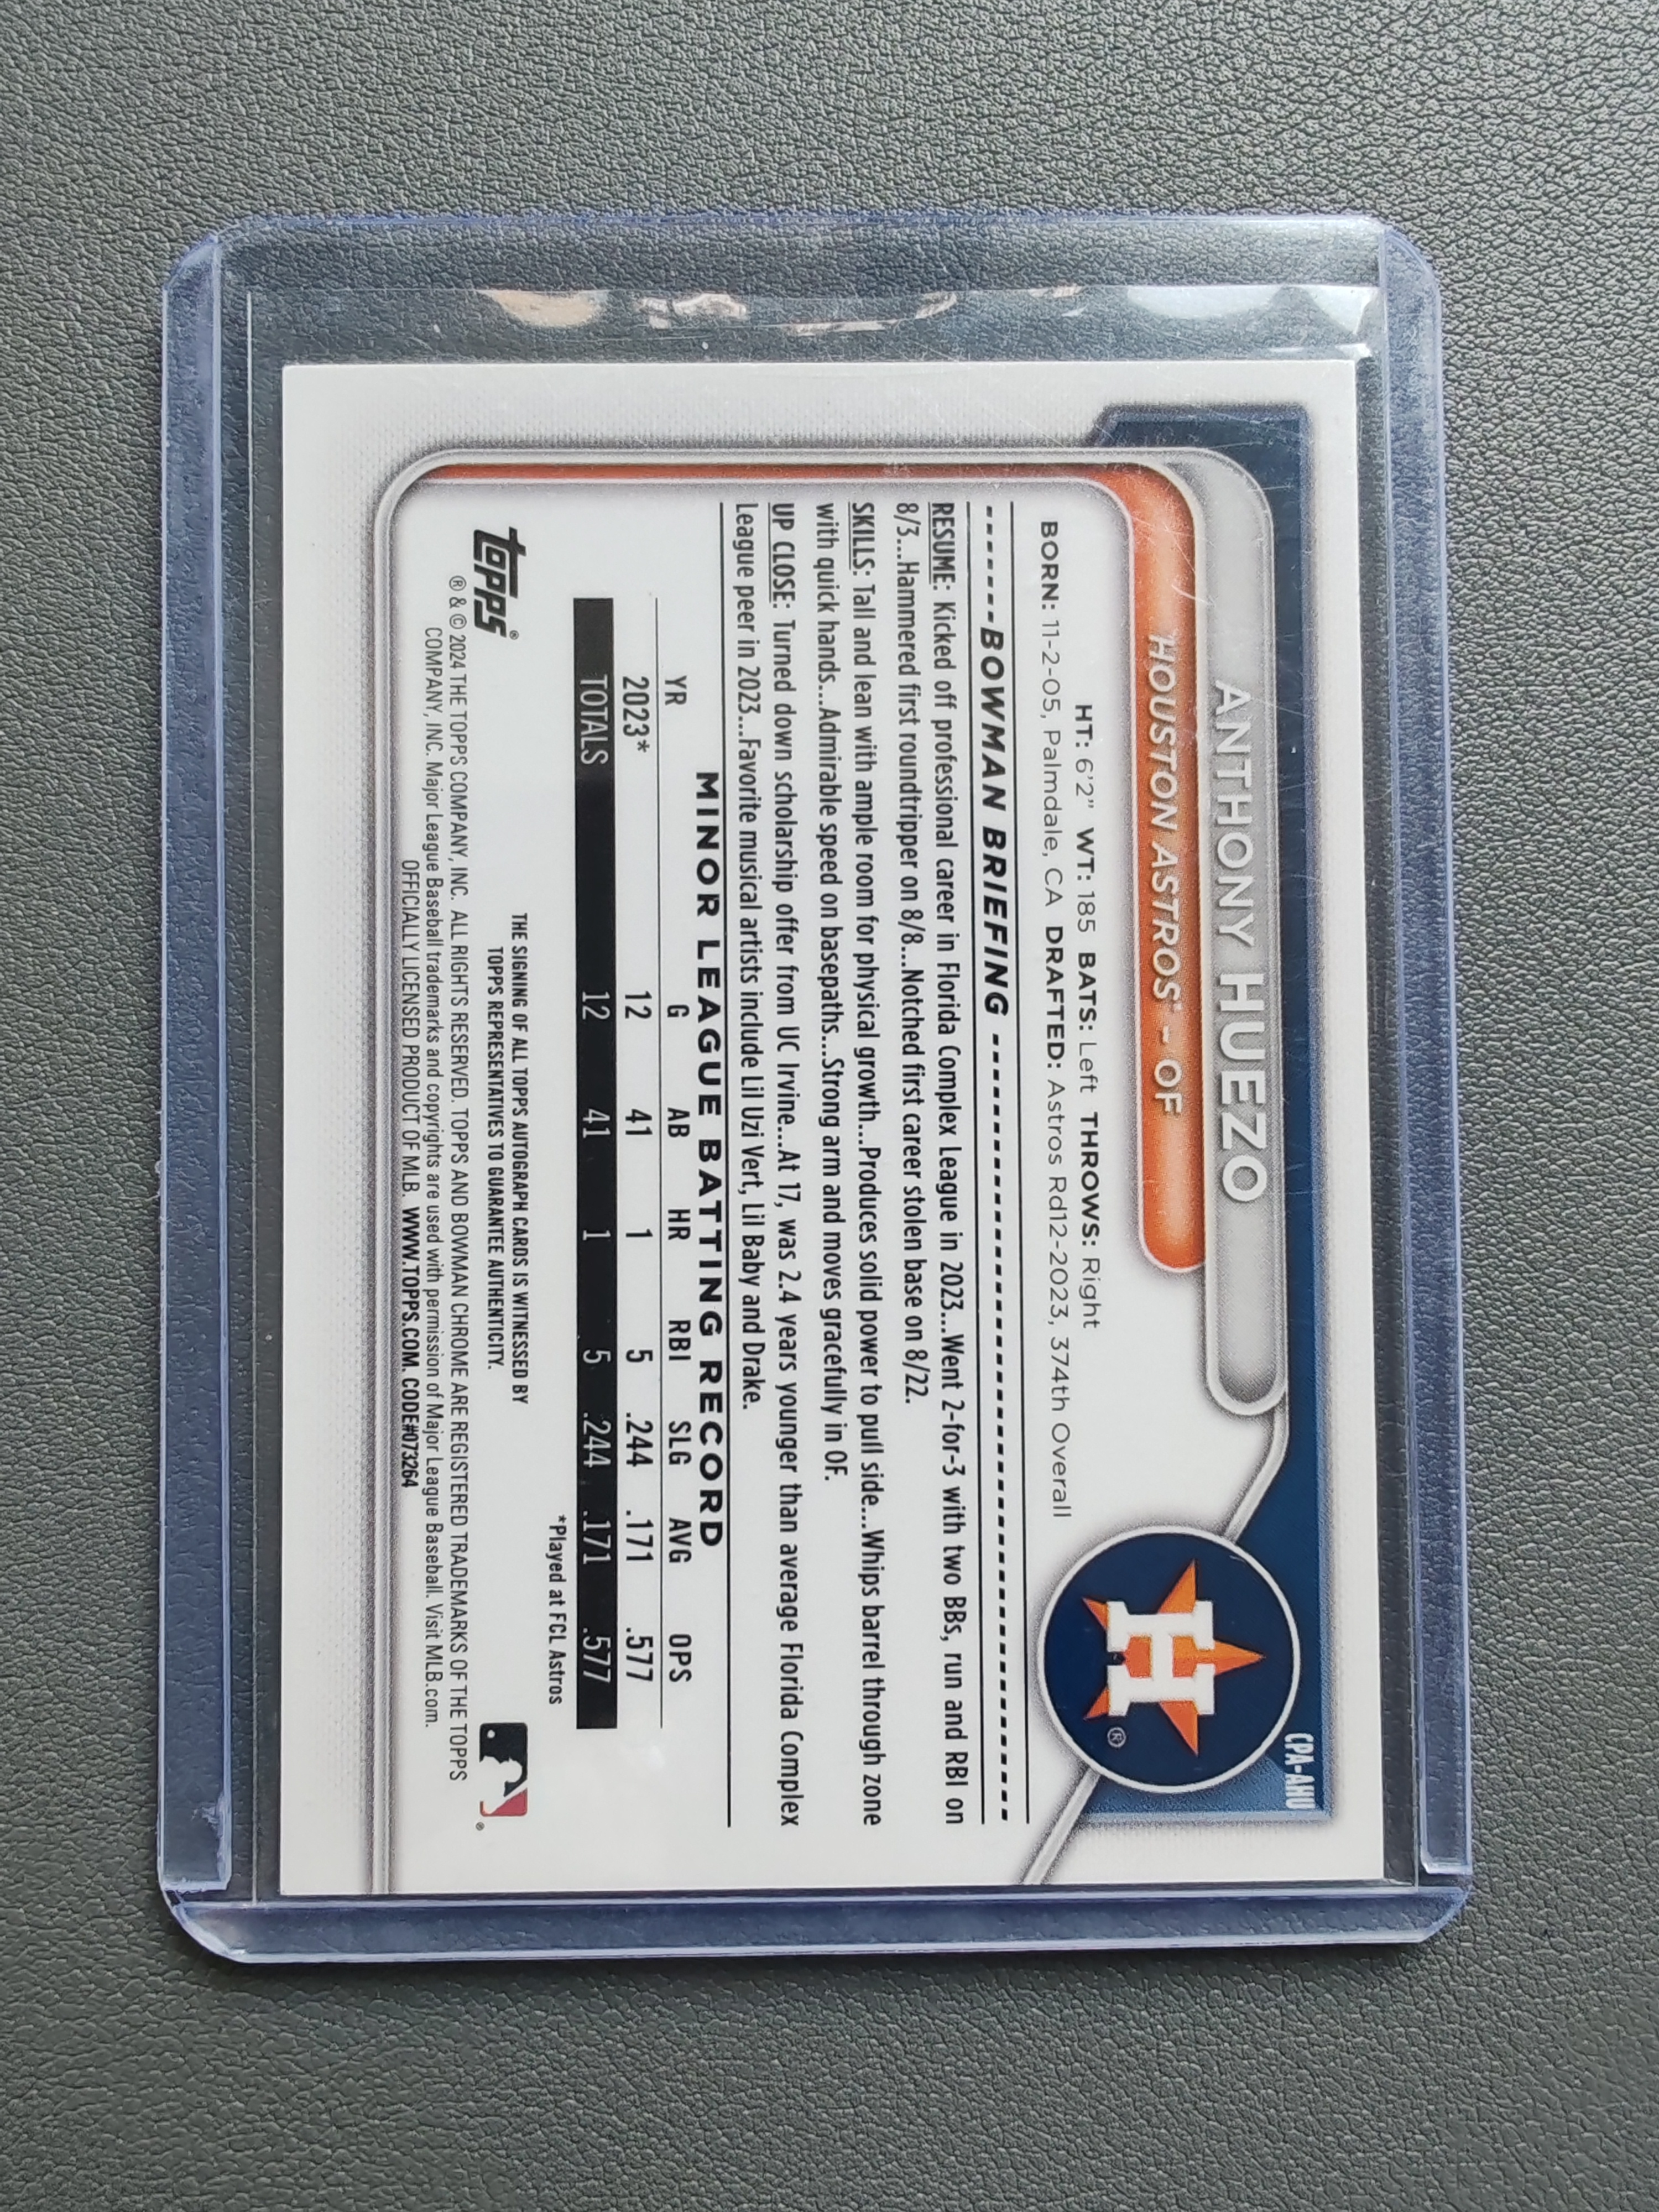 CPA-AHU
ANTHONY HUEZO
HOUSTON ASTROS® - OF
H®
HT: 6'2" WT: 185 BATS: Left THROWS: Right
BORN: 11-2-05, Palmdale, CA DRAFTED: Astros Rd12-2023, 374th Overall
------BOWMAN BRIEFING ------------------------------
RESUME: Kicked off professional career in Florida Complex League in 2023...Went 2-for-3 with two BBs, run and RBI on
8/3...Hammered first roundtripper on 8/8...Notched first career stolen base on 8/22.
SKILLS: Tall and lean with ample room for physical growth...Produces solid power to pull side...Whips barrel through zone
with quick hands...Admirable speed on basepaths...Strong arm and moves gracefully in OF.
UP CLOSE: Turned down scholarship offer from UC Irvine...At 17, was 2.4 years younger than average Florida Complex
League peer in 2023...Favorite musical artists include Lil Uzi Vert, Lil Baby and Drake.
MINOR LEAGUE BATTING RECORD
YR G AB HR RBI SLG AVG OPS
2023* 12 41 1 5 .244 .171 .577
TOTALS 12 41 1 5 .244 .171 .577
*Played at FCL Astros
THE SIGNING OF ALL TOPPS AUTOGRAPH CARDS IS WITNESSED BY
TOPPS REPRESENTATIVES TO GUARANTEE AUTHENTICITY.
topps®
® & © 2024 THE TOPPS COMPANY, INC. ALL RIGHTS RESERVED. TOPPS AND BOWMAN CHROME ARE REGISTERED TRADEMARKS OF THE TOPPS
COMPANY, INC. Major League Baseball trademarks and copyrights are used with permission of Major League Baseball. Visit MLB.com.
OFFICIALLY LICENSED PRODUCT OF MLB. WWW.TOPPS.COM. CODE#073264